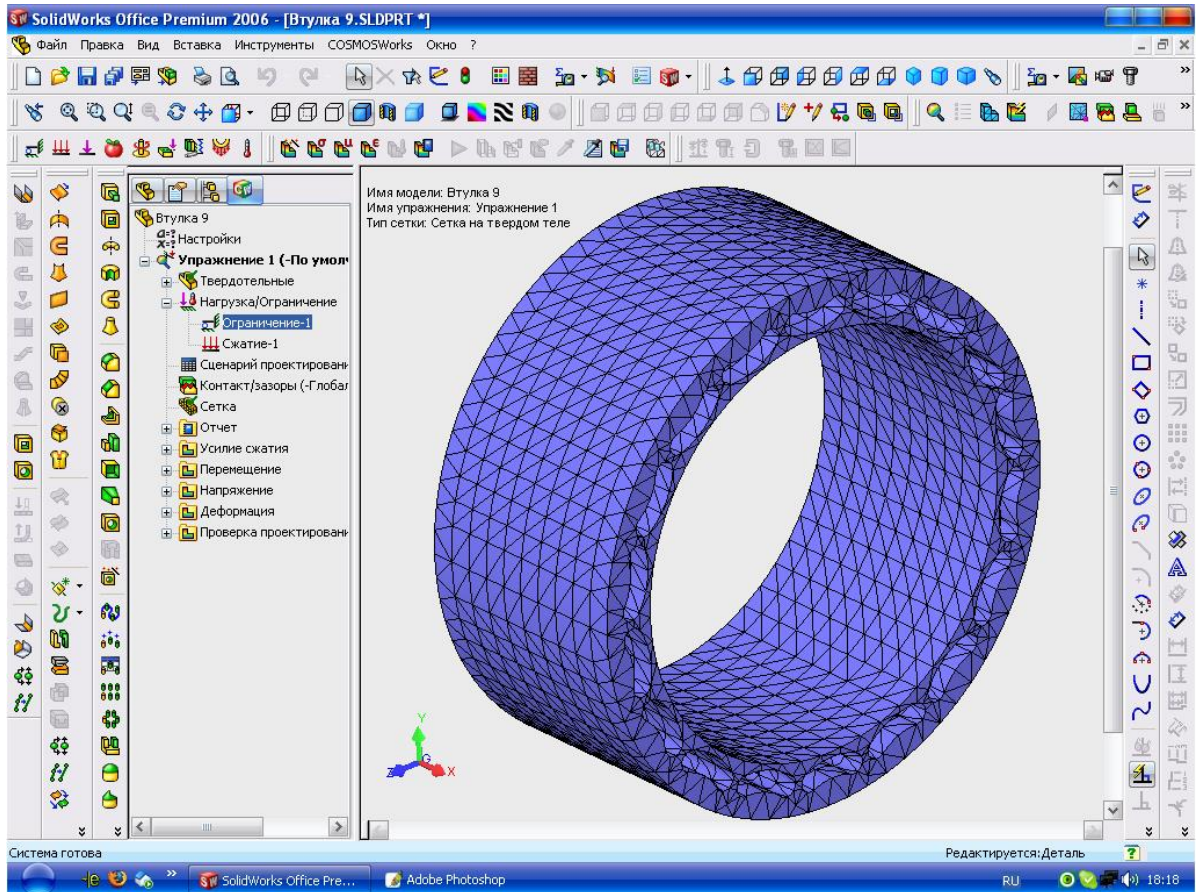 SolidWorks Office Premium 2006 - [Втулка 9.SLDPRT *]
Файл Правка Вид Вставка Инструменты COSMOSWorks Окно ?
Втулка 9
Настройки
Упражнение 1 (-По умолч
Твердотельные
Нагрузка/Ограничение
Ограничение-1
Сжатие-1
Сценарий проектирован
Контакт/зазоры (-Глобал
Сетка
Отчет
Усилие сжатия
Перемещение
Напряжение
Деформация
Проверка проектирован
Имя модели: Втулка 9
Имя упражнения: Упражнение 1
Тип сетки: Сетка на твердом теле
Y
Z X
Система готова Редактируется:Деталь
SolidWorks Office Pre... Adobe Photoshop RU 18:18